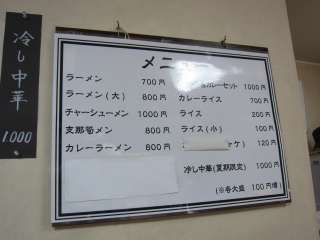 冷し中華
1.000
メニュー
ラーメン 700円
ラーメン(大) 800円
チャーシューメン 1000円
支那筍メン 800円
カレーラーメン 800円
カレーセット 1000円
カレーライス 700円
ライス 200円
ライス(小) 100円
ケ) 120円
冷し中華(夏期限定) 1000円
(※各大盛 100円増)